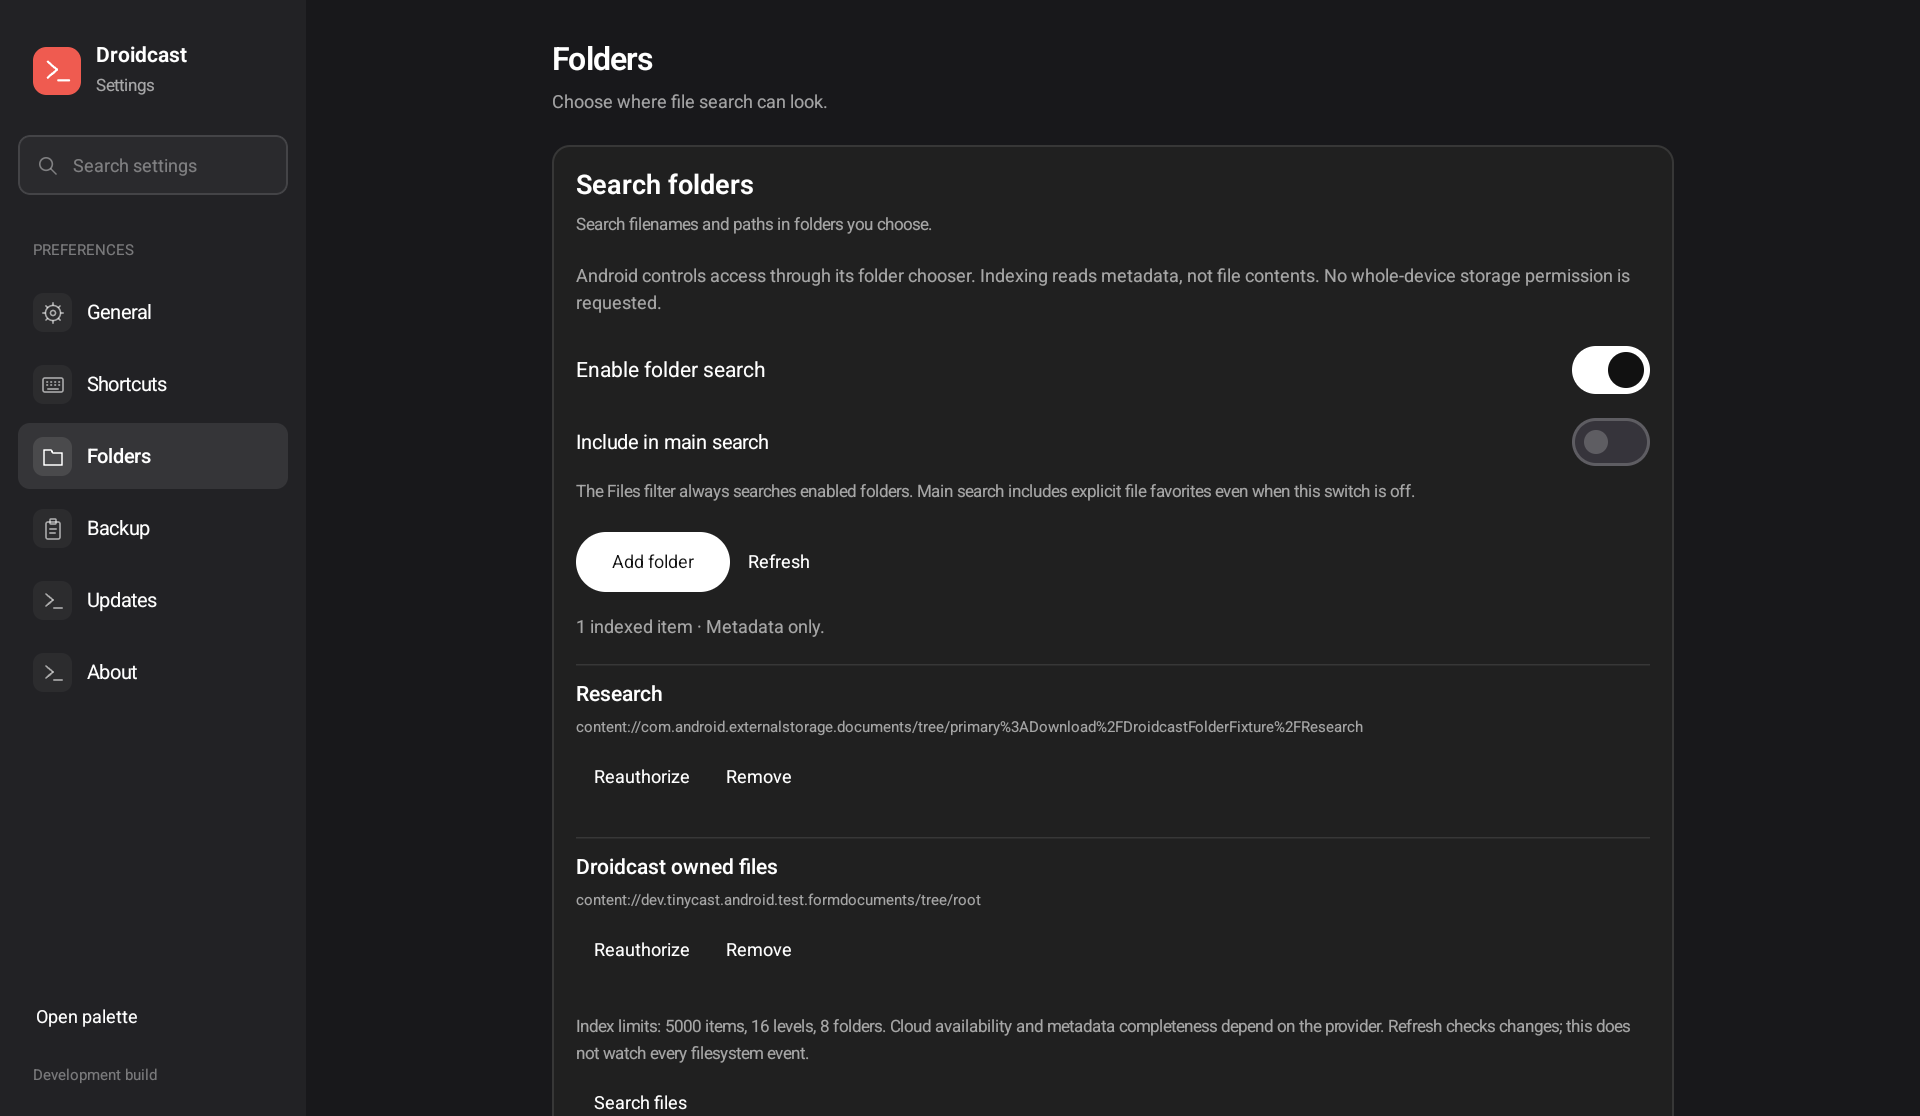 Droidcast
Settings
Search settings
PREFERENCES
General
Shortcuts
Folders
Backup
Updates
About
Open palette
Development build
Folders
Choose where file search can look.
Search folders
Search filenames and paths in folders you choose.
Android controls access through its folder chooser. Indexing reads metadata, not file contents. No whole-device storage permission is
requested.
Enable folder search
Include in main search
The Files filter always searches enabled folders. Main search includes explicit file favorites even when this switch is off.
Add folder
Refresh
1 indexed item · Metadata only.
Research
content://com.android.externalstorage.documents/tree/primary%3ADownload%2FDroidcastFolderFixture%2FResearch
Reauthorize
Remove
Droidcast owned files
content://dev.tinycast.android.test.formdocuments/tree/root
Reauthorize
Remove
Index limits: 5000 items, 16 levels, 8 folders. Cloud availability and metadata completeness depend on the provider. Refresh checks changes; this does
not watch every filesystem event.
Search files